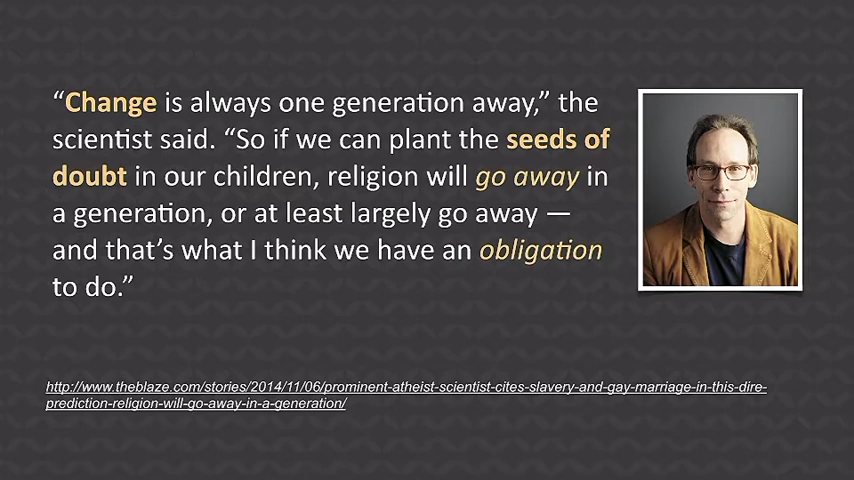 “Change is always one generation away,” the
scientist said. “So if we can plant the seeds of
doubt in our children, religion will go away in
a generation, or at least largely go away —
and that’s what I think we have an obligation
to do.”
http://www.theblaze.com/stories/2014/11/06/prominent-atheist-scientist-cites-slavery-and-gay-marriage-in-this-dire-
prediction-religion-will-go-away-in-a-generation/